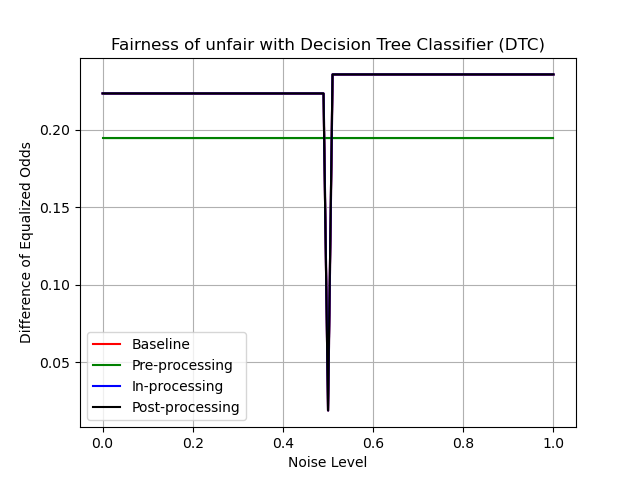 Fairness of unfair with Decision Tree Classifier (DTC)
Difference of Equalized Odds
0.20
0.15
0.10
0.05
Baseline
Pre-processing
In-processing
Post-processing
0.0 0.2 0.4 0.6 0.8 1.0
Noise Level